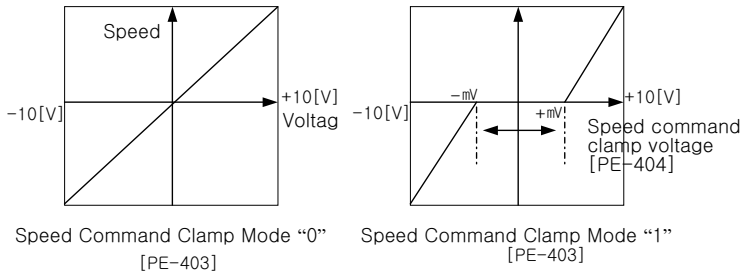 Speed
-10[V]
+10[V]
Voltag
Speed Command Clamp Mode “0”
[PE-403]
-mV
+mV
-10[V]
+10[V]
Speed command
clamp voltage
[PE-404]
Speed Command Clamp Mode “1”
[PE-403]